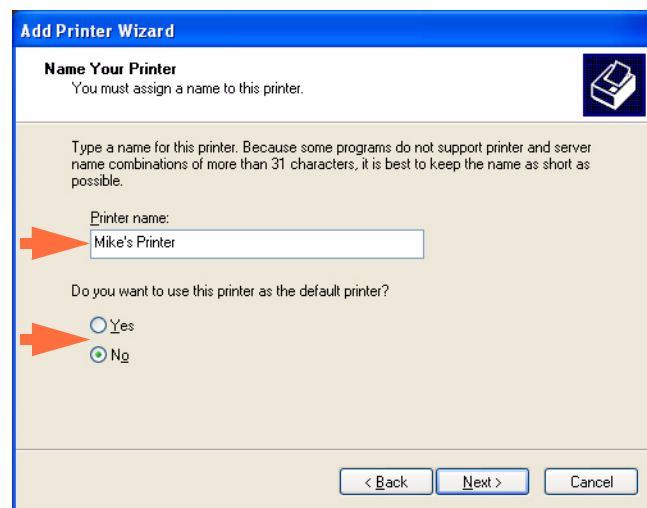 Add Printer Wizard
Name Your Printer
You must assign a name to this printer.
Type a name for this printer. Because some programs do not support printer and server
name combinations of more than 31 characters, it is best to keep the name as short as
possible.
Printer name:
Mike's Printer
Do you want to use this printer as the default printer?
Yes
No
< Back
Next >
Cancel